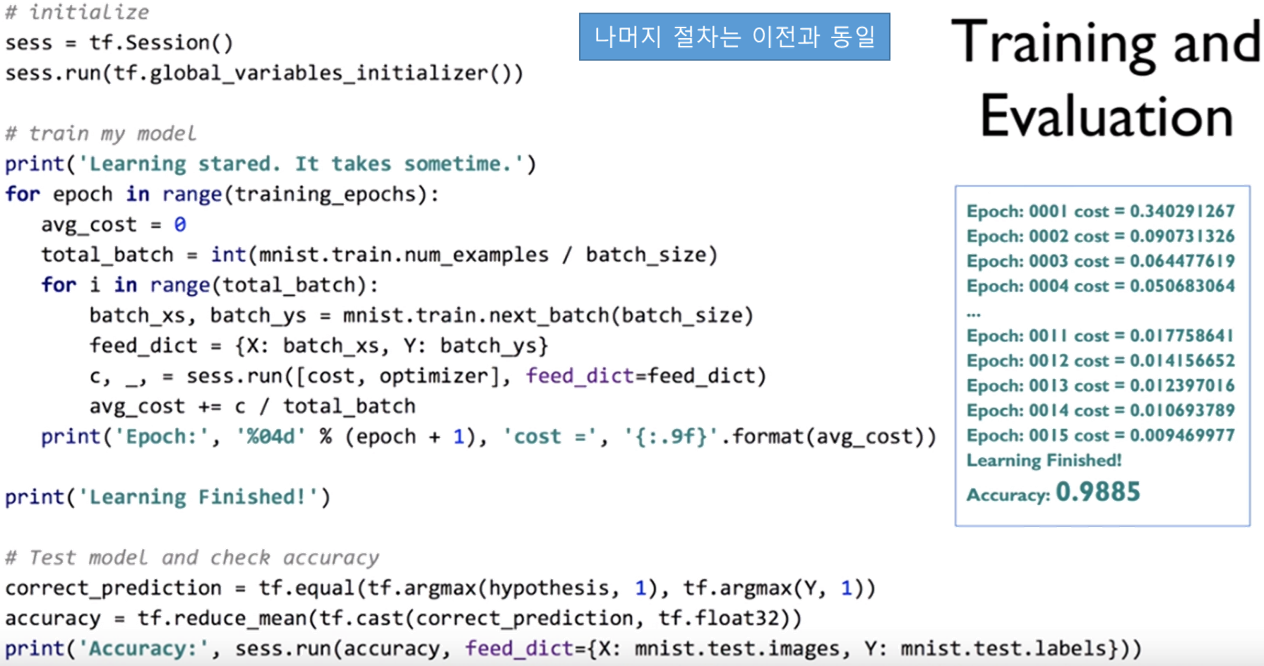 # initialize
sess = tf.Session()
sess.run(tf.global_variables_initializer())
나머지 절차는 이전과 동일
Training and
Evaluation
# train my model
print('Learning stared. It takes sometime.')
for epoch in range(training_epochs):
    avg_cost = 0
    total_batch = int(mnist.train.num_examples / batch_size)
    for i in range(total_batch):
        batch_xs, batch_ys = mnist.train.next_batch(batch_size)
        feed_dict = {X: batch_xs, Y: batch_ys}
        c, _, = sess.run([cost, optimizer], feed_dict=feed_dict)
        avg_cost += c / total_batch
    print('Epoch:', '%04d' % (epoch + 1), 'cost =', '{:.9f}'.format(avg_cost))
print('Learning Finished!')
# Test model and check accuracy
correct_prediction = tf.equal(tf.argmax(hypothesis, 1), tf.argmax(Y, 1))
accuracy = tf.reduce_mean(tf.cast(correct_prediction, tf.float32))
print('Accuracy:', sess.run(accuracy, feed_dict={X: mnist.test.images, Y: mnist.test.labels}))
Epoch: 0001 cost = 0.340291267
Epoch: 0002 cost = 0.090731326
Epoch: 0003 cost = 0.064477619
Epoch: 0004 cost = 0.050683064
...
Epoch: 0011 cost = 0.017758641
Epoch: 0012 cost = 0.014156652
Epoch: 0013 cost = 0.012397016
Epoch: 0014 cost = 0.010693789
Epoch: 0015 cost = 0.009469977
Learning Finished!
Accuracy: 0.9885